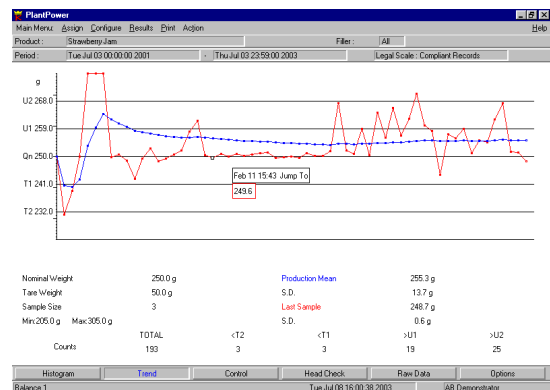 PlantPower
Main Menu: Assign Configure Results Print Action Help
Product : Strawberry Jam Filler : All
Period : Tue Jul 03 00:00:00 2001 - Thu Jul 03 23:59:00 2003 Legal Scale : Compliant Records
g
U2 268.0
U1 259.0
Qn 250.0
T1 241.0
T2 232.0
Feb 11 15:43 Jump To
249.6
Nominal Weight 250.0 g Production Mean 255.3 g
Tare Weight 50.0 g S.D. 13.7 g
Sample Size 3 Last Sample 248.7 g
Min:205.0 g Max:305.0 g S.D. 0.6 g
TOTAL <T2 <T1 >U1 >U2
Counts 193 3 3 19 25
Histogram Trend Control Head Check Raw Data Options
Balance 1 Tue Jul 08 16:00:38 2003 AB Demonstrator